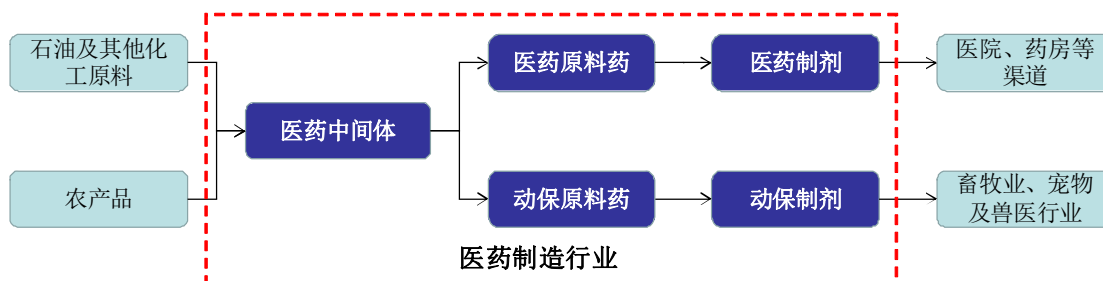 石油及其他化
工原料
农产品
医药中间体
医药原料药
医药制剂
医院、药房等
渠道
动保原料药
动保制剂
畜牧业、宠物
及兽医行业
医药制造行业